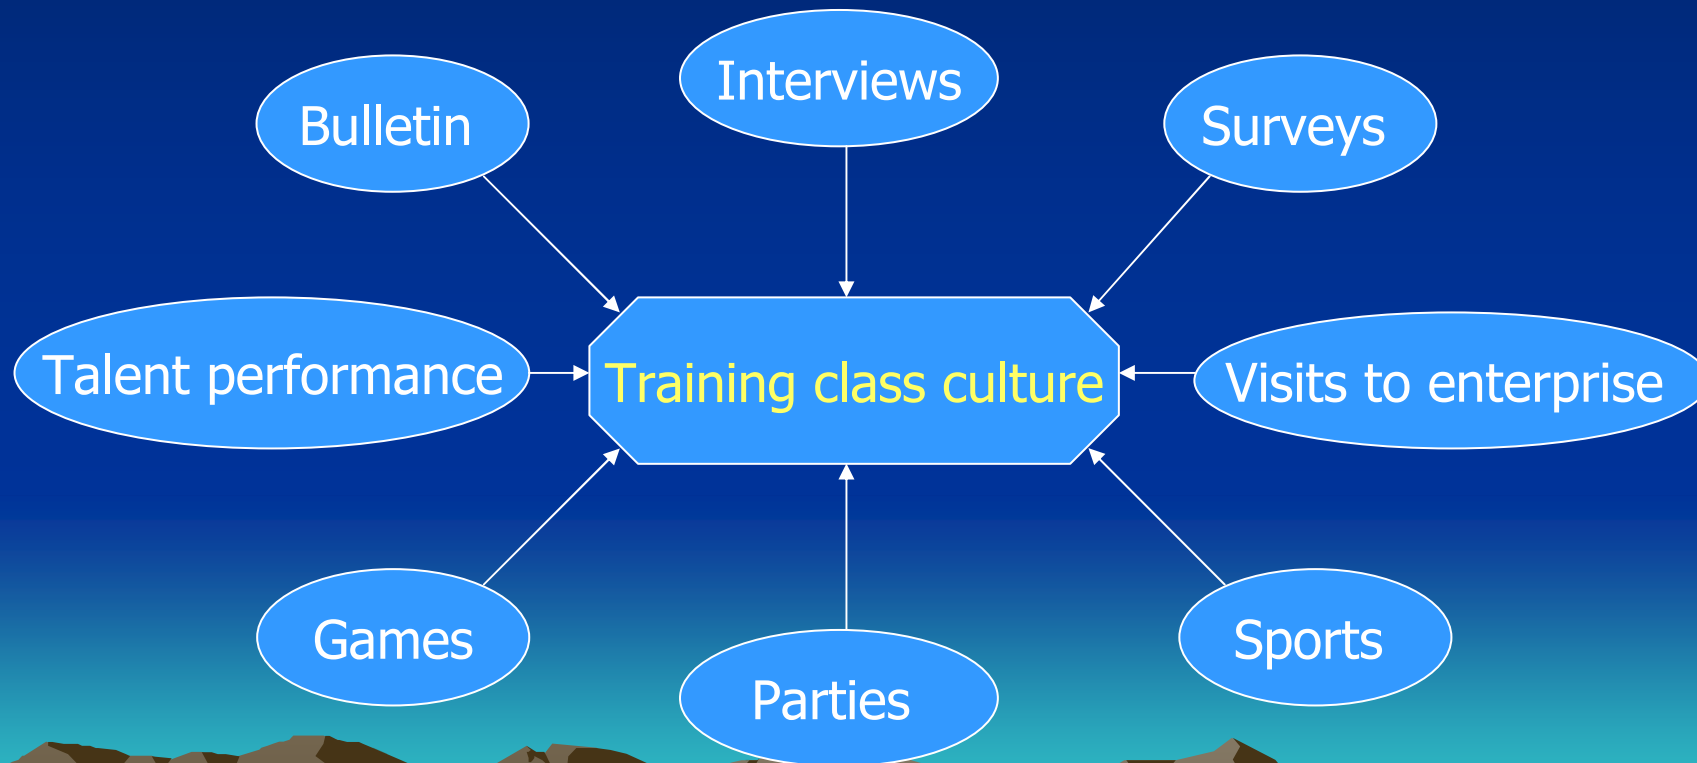 Interviews
Bulletin
Surveys
Talent performance
Training class culture
Visits to enterprise
Games
Sports
Parties